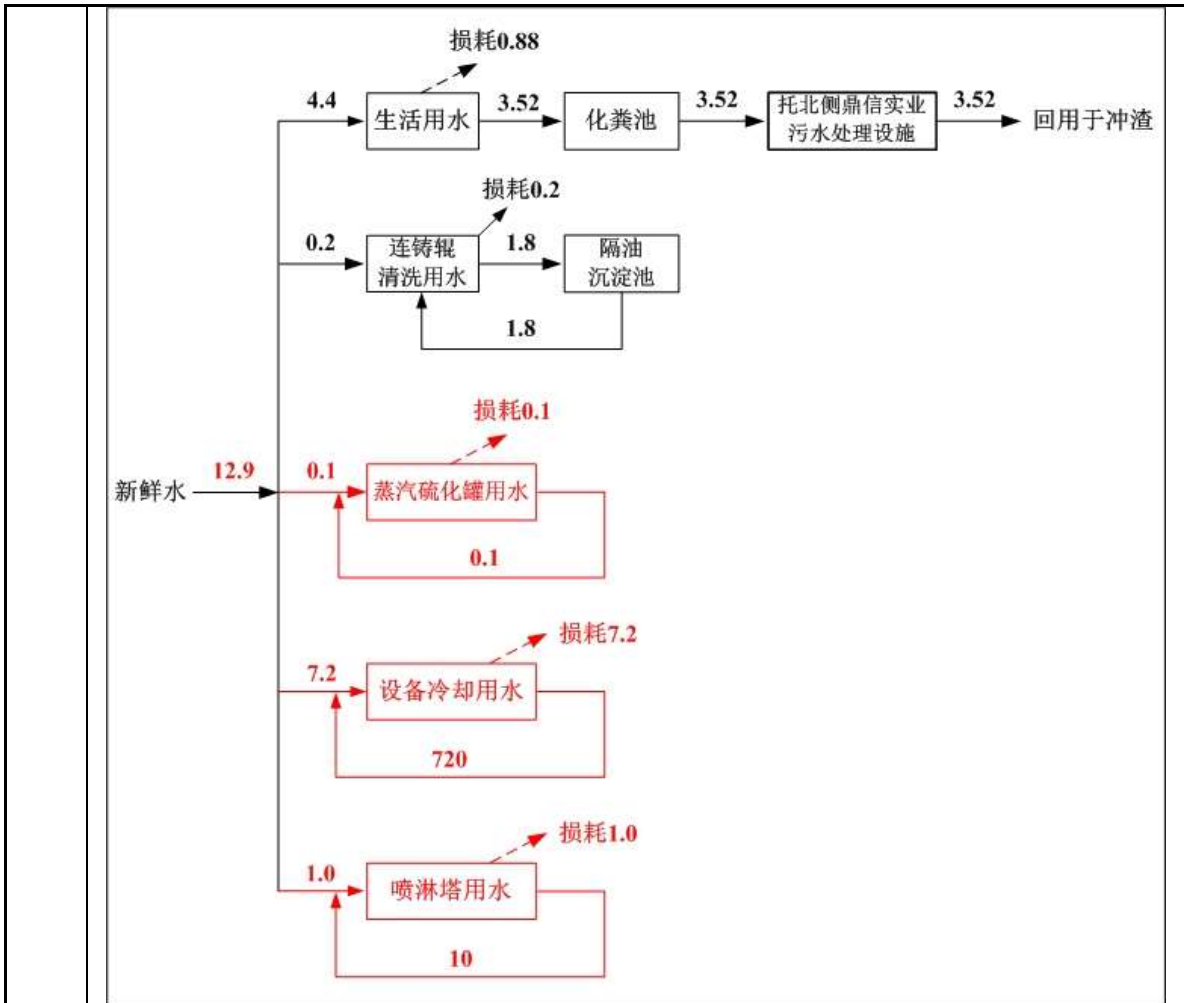 损耗0.88
4.4
生活用水
3.52
化粪池
3.52
托北侧鼎信实业
污水处理设施
3.52
回用于冲渣
损耗0.2
0.2
连铸辊
清洗用水
1.8
隔油
沉淀池
1.8
损耗0.1
新鲜水
12.9
0.1
蒸汽硫化罐用水
0.1
损耗7.2
7.2
设备冷却用水
720
损耗1.0
1.0
喷淋塔用水
10